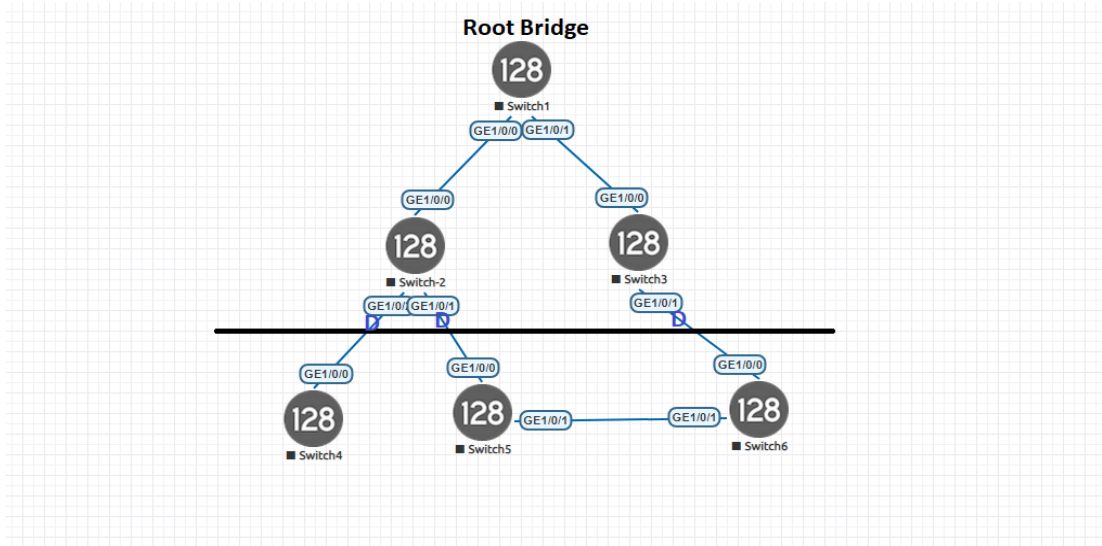 Root Bridge
128
Switch1
GE1/0/0 GE1/0/1
GE1/0/0 GE1/0/0
128 128
Switch-2 Switch3
GE1/0/ GE1/0/1 GE1/0/1
D D D
GE1/0/0 GE1/0/0 GE1/0/0
128 128 128
GE1/0/1 GE1/0/1
Switch4 Switch5 Switch6